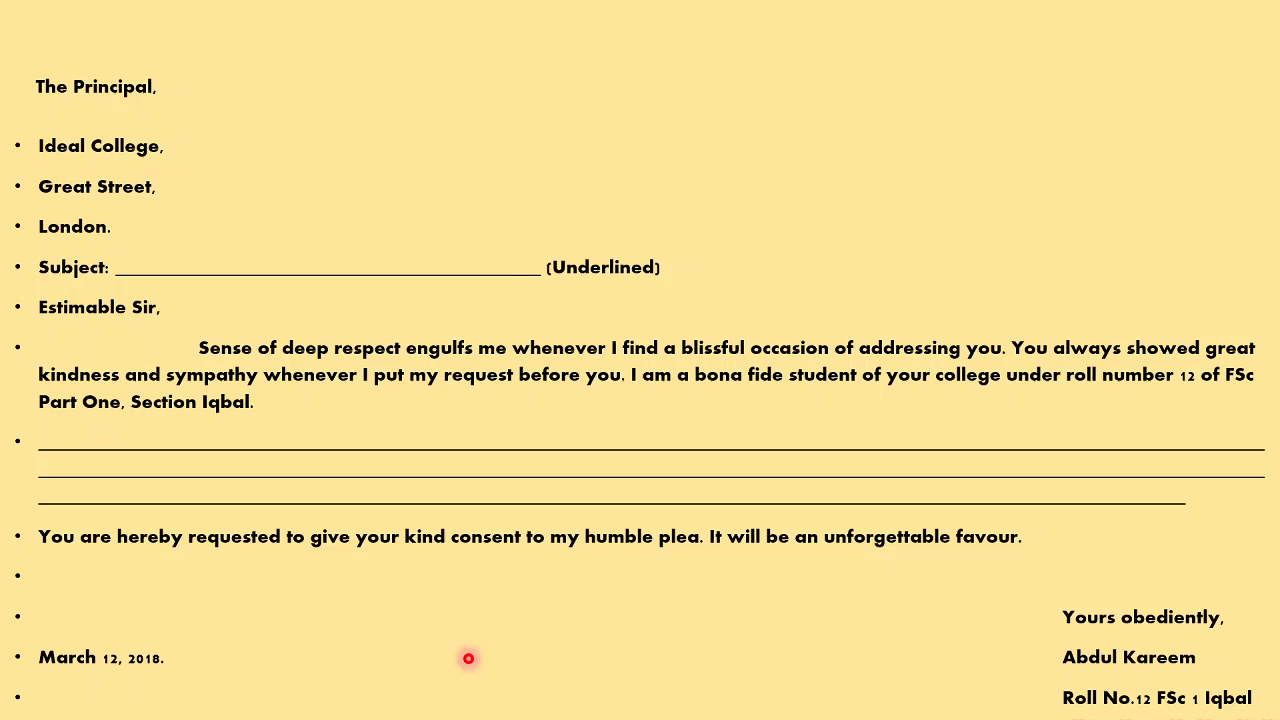 The Principal,
• Ideal College,
• Great Street,
• London.
• Subject: ________________________________________ (Underlined)
• Estimable Sir,
• Sense of deep respect engulfs me whenever I find a blissful occasion of addressing you. You always showed great
kindness and sympathy whenever I put my request before you. I am a bona fide student of your college under roll number 12 of FSc
Part One, Section Iqbal.
• You are hereby requested to give your kind consent to my humble plea. It will be an unforgettable favour.
• Yours obediently,
• March 12, 2018. Abdul Kareem
• Roll No.12 FSc 1 Iqbal